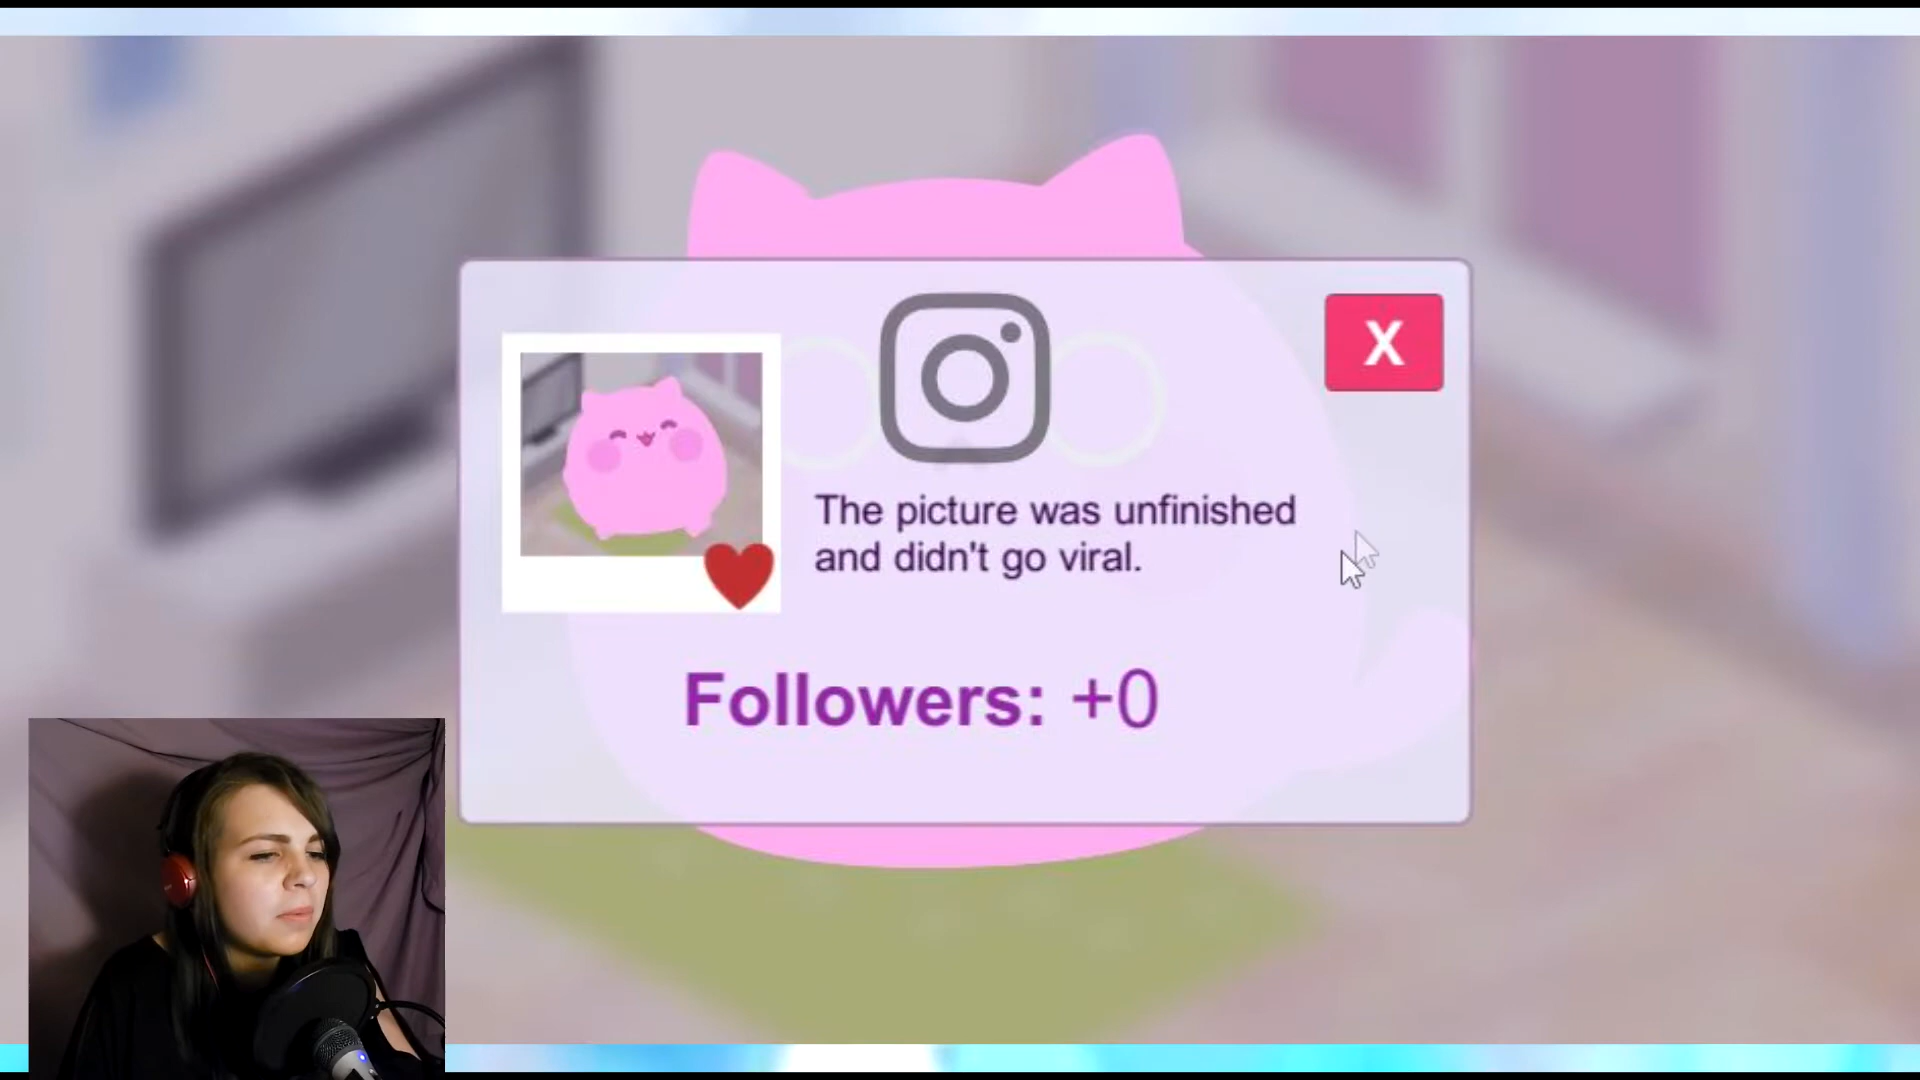 X
The picture was unfinished
and didn't go viral.
Followers: +0